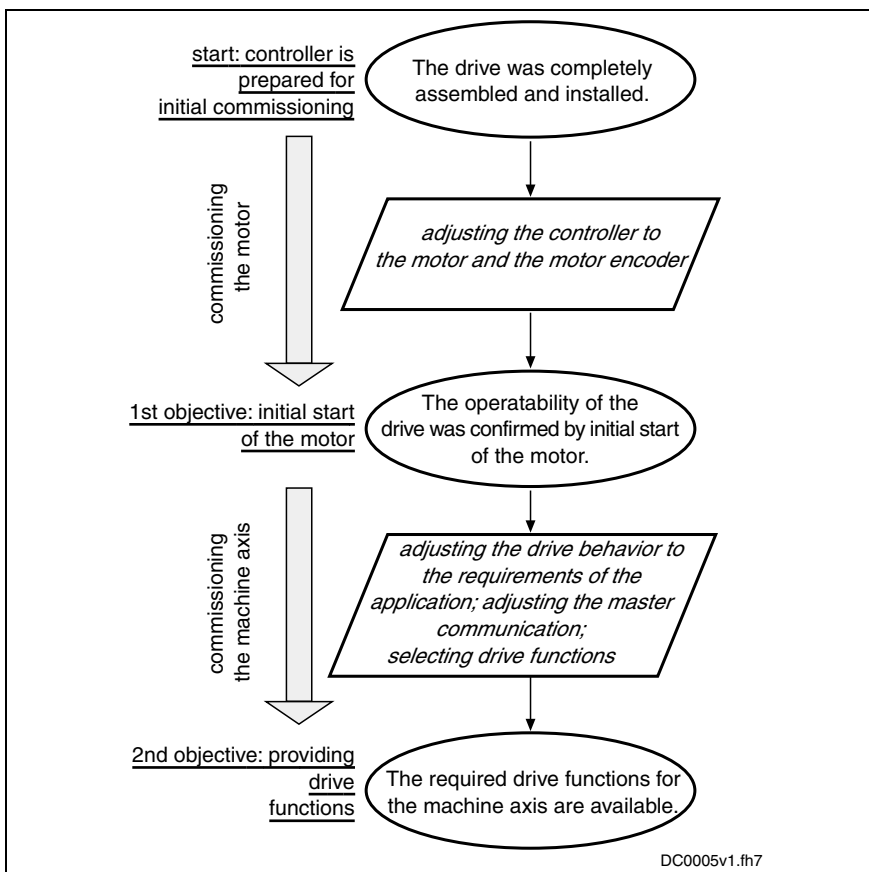 start: controller is
prepared for
initial commissioning
The drive was completely
assembled and installed.
commissioning
the motor
adjusting the controller to
the motor and the motor encoder
1st objective: initial start
of the motor
The operatability of the
drive was confirmed by initial start
of the motor.
commissioning
the machine axis
adjusting the drive behavior to
the requirements of the
application; adjusting the master
communication;
selecting drive functions
2nd objective: providing
drive
functions
The required drive functions for
the machine axis are available.
DC0005v1.fh7